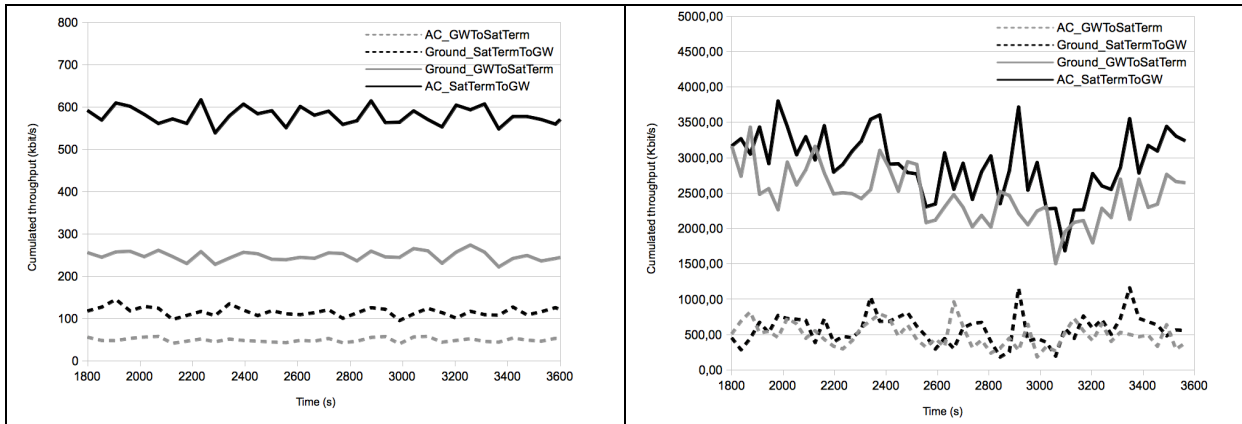 800
700
600
500
400
300
200
100
0
Cumulated throughput (Kbit/s)
AC_GWToSatTerm
Ground_SatTermToGW
Ground_GWToSatTerm
AC_SatTermToGW
1800 2000 2200 2400 2600 2800 3000 3200 3400 3600
Time (s)
5000,00
4500,00
4000,00
3500,00
3000,00
2500,00
2000,00
1500,00
1000,00
500,00
0,00
Cumulated throughput (Kbit/s)
AC_GWToSatTerm
Ground_SatTermToGW
Ground_GWToSatTerm
AC_SatTermToGW
1800 2000 2200 2400 2600 2800 3000 3200 3400 3600
Time (s)